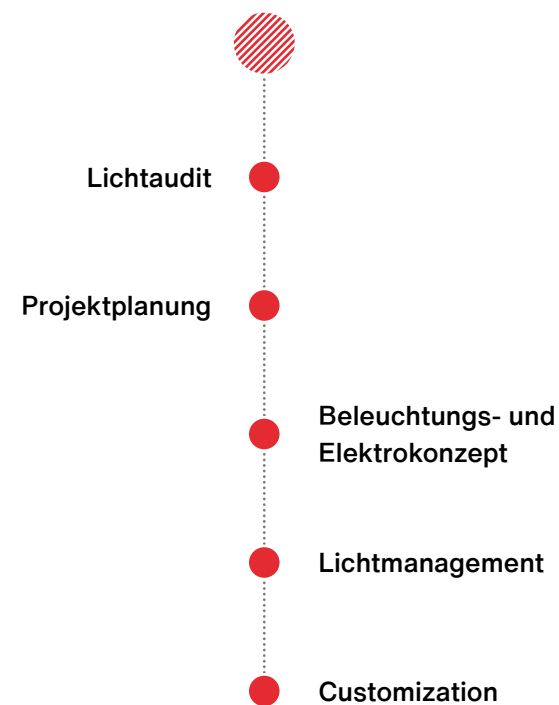 Lichtaudit
Projektplanung
Beleuchtungs- und
Elektrokonzept
Lichtmanagement
Customization